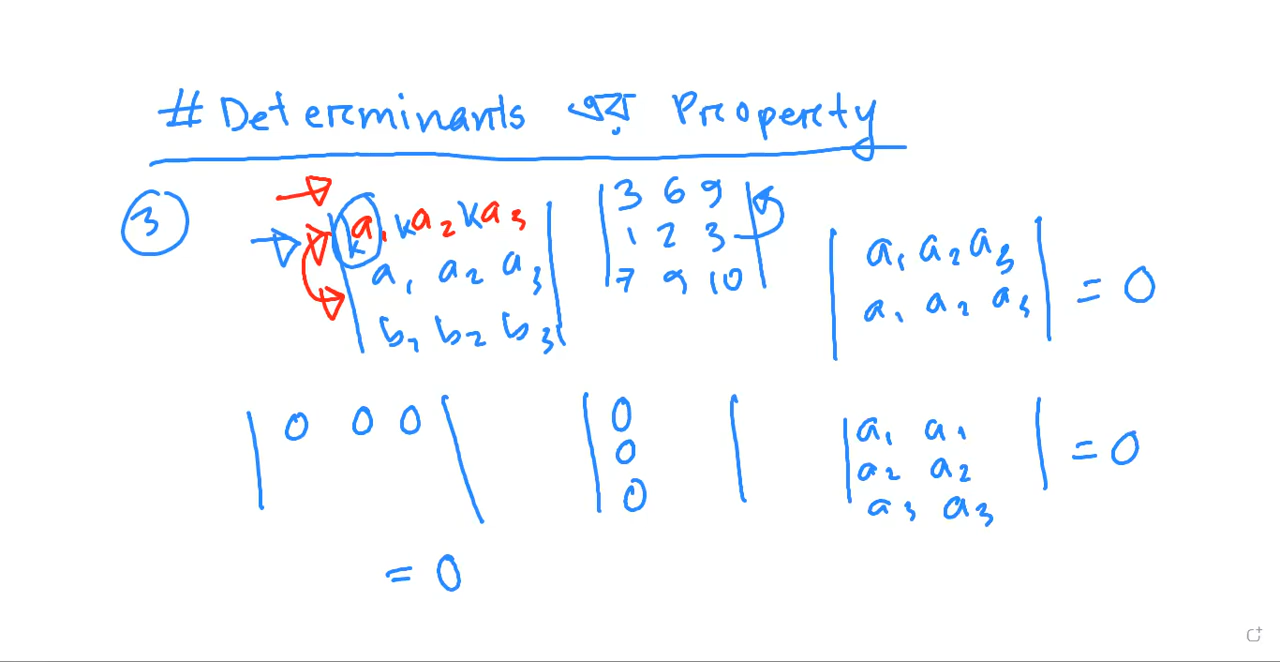 # Determinants এর Property
3
ka₁ ka₂ ka₃
a₁ a₂ a₃
b₁ b₂ b₃
3 6 9
1 2 3
7 9 10
a₁ a₂ a₃
a₁ a₂ a₃
= 0
0 0 0
0
0
0
= 0
a₁ a₁
a₂ a₂
a₃ a₃
= 0